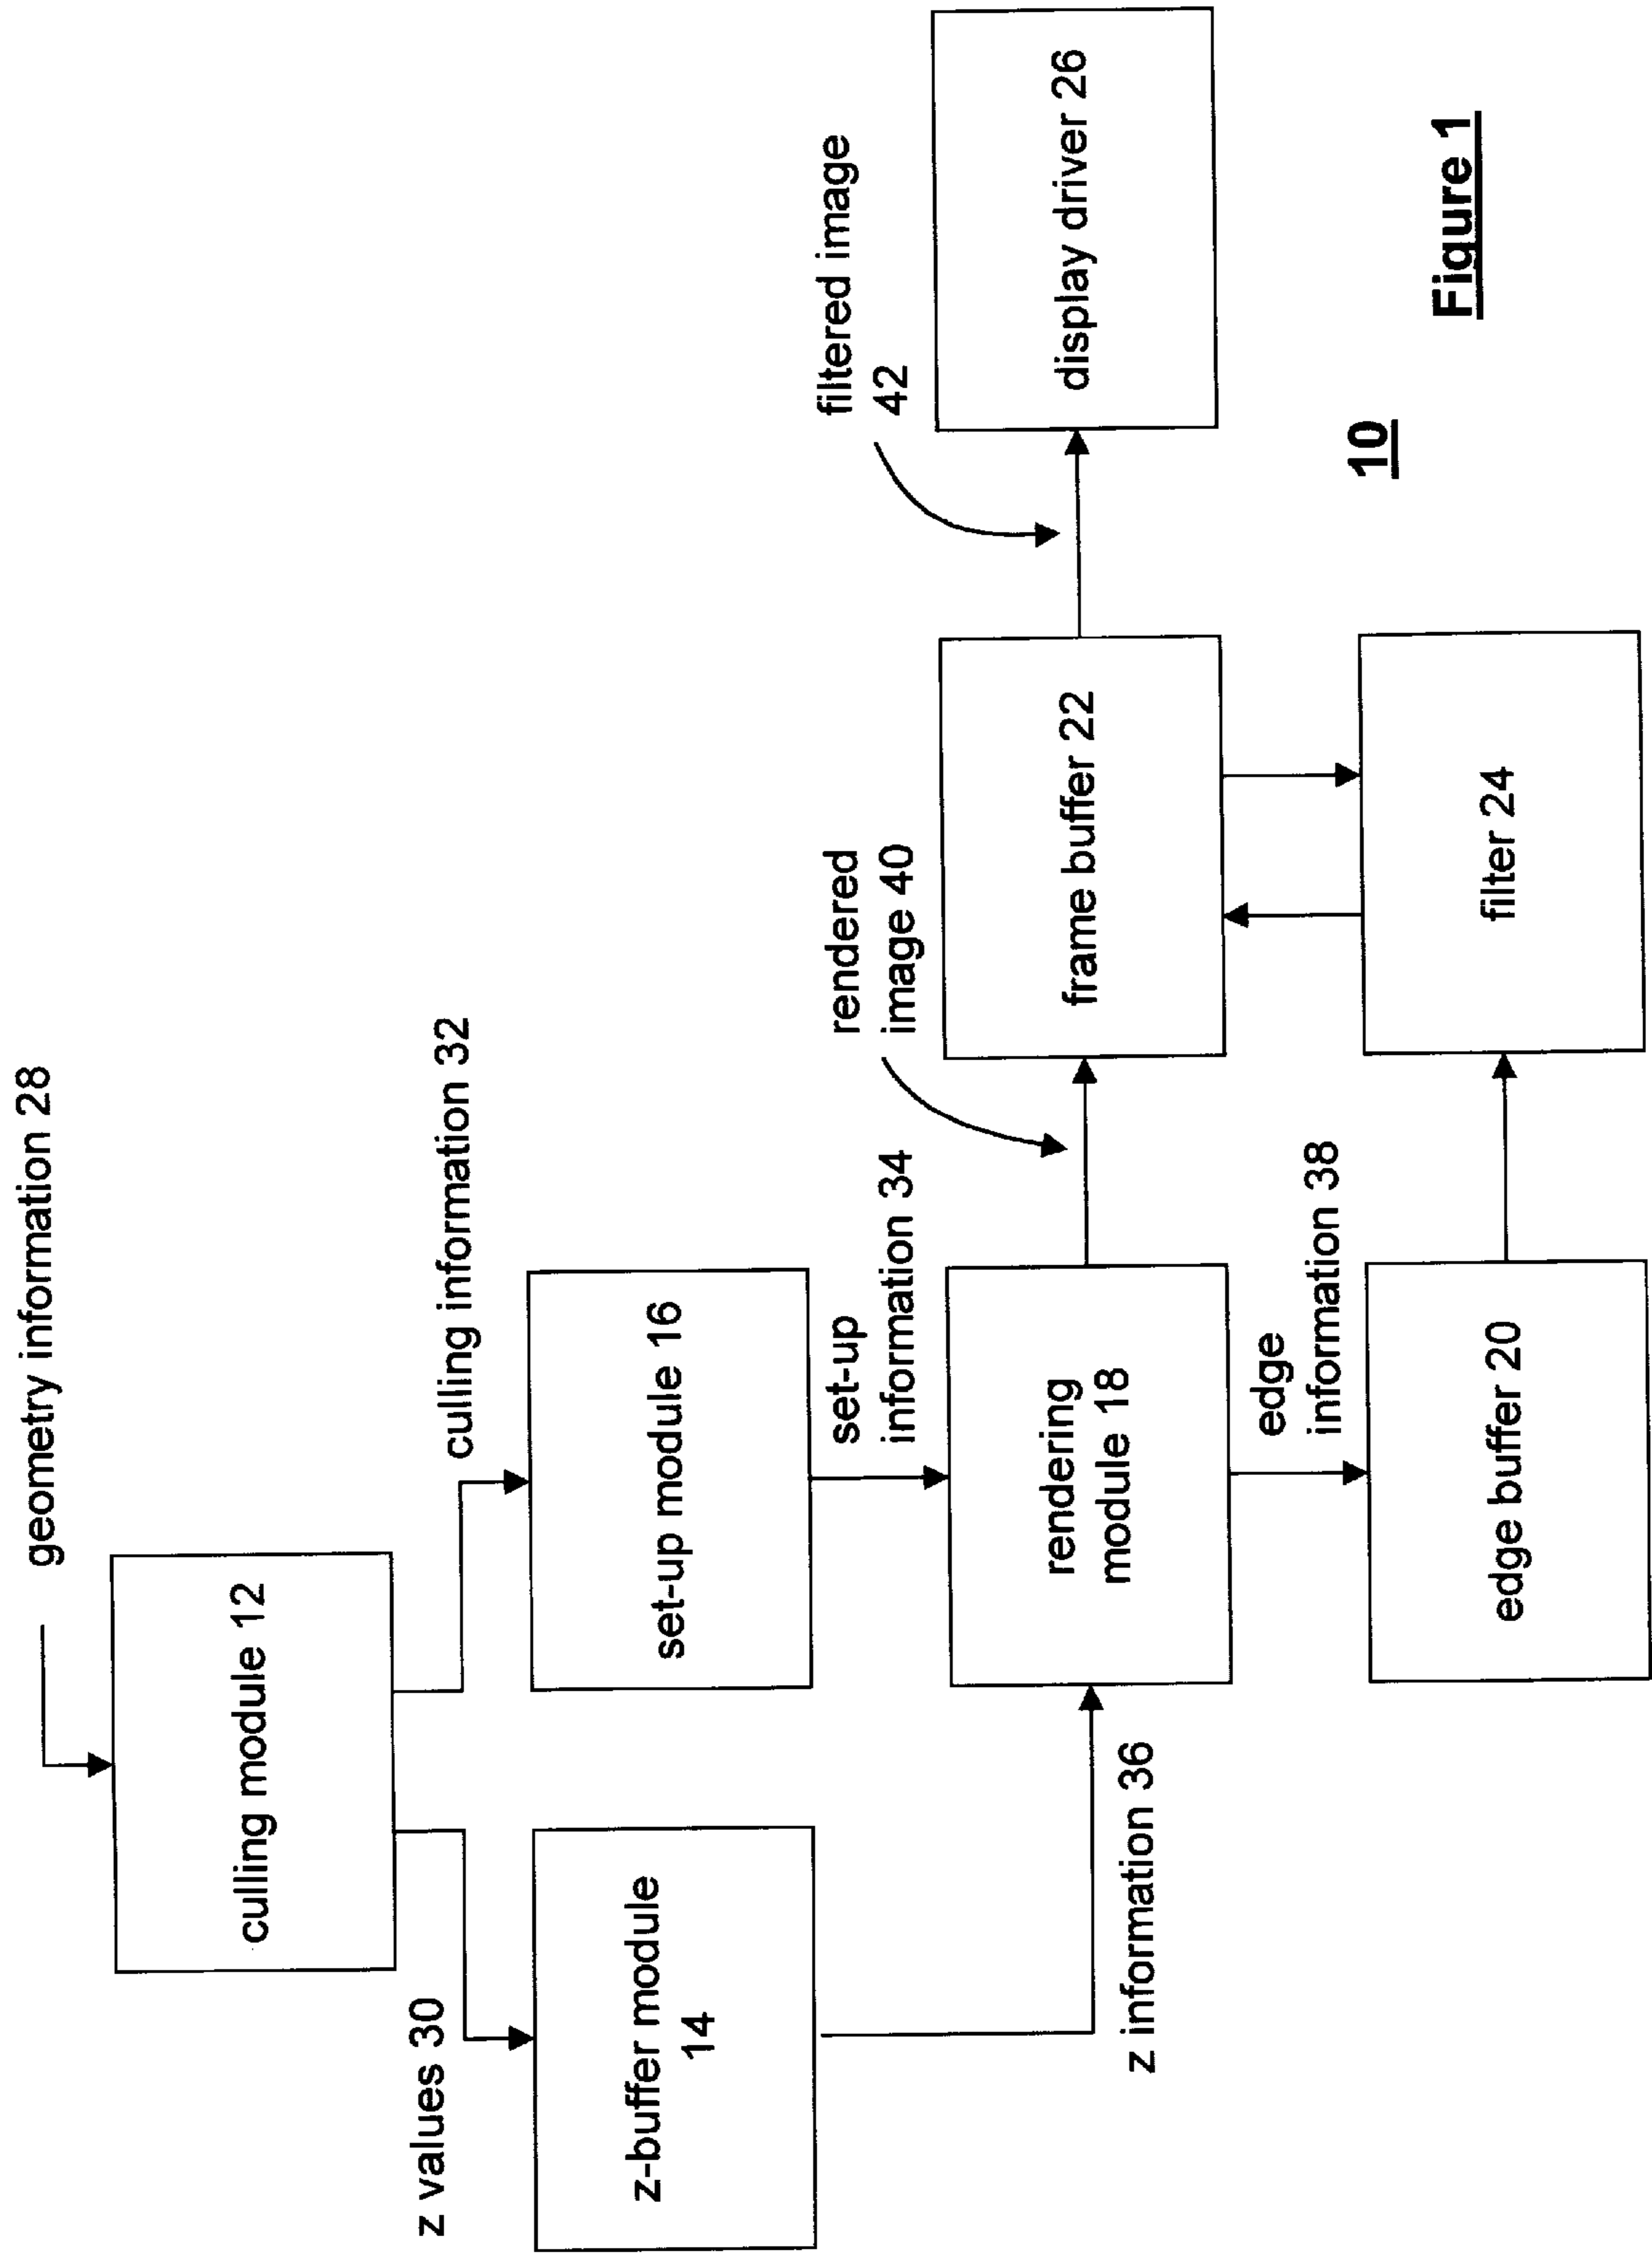 geometry information 28
culling module 12
z values 30
culling information 32
z-buffer module
14
set-up module 16
set-up
information 34
z information 36
rendering
module 18
rendered
image 40
edge
information 38
edge buffer 20
frame buffer 22
filter 24
filtered image
42
display driver 26
10
Figure 1